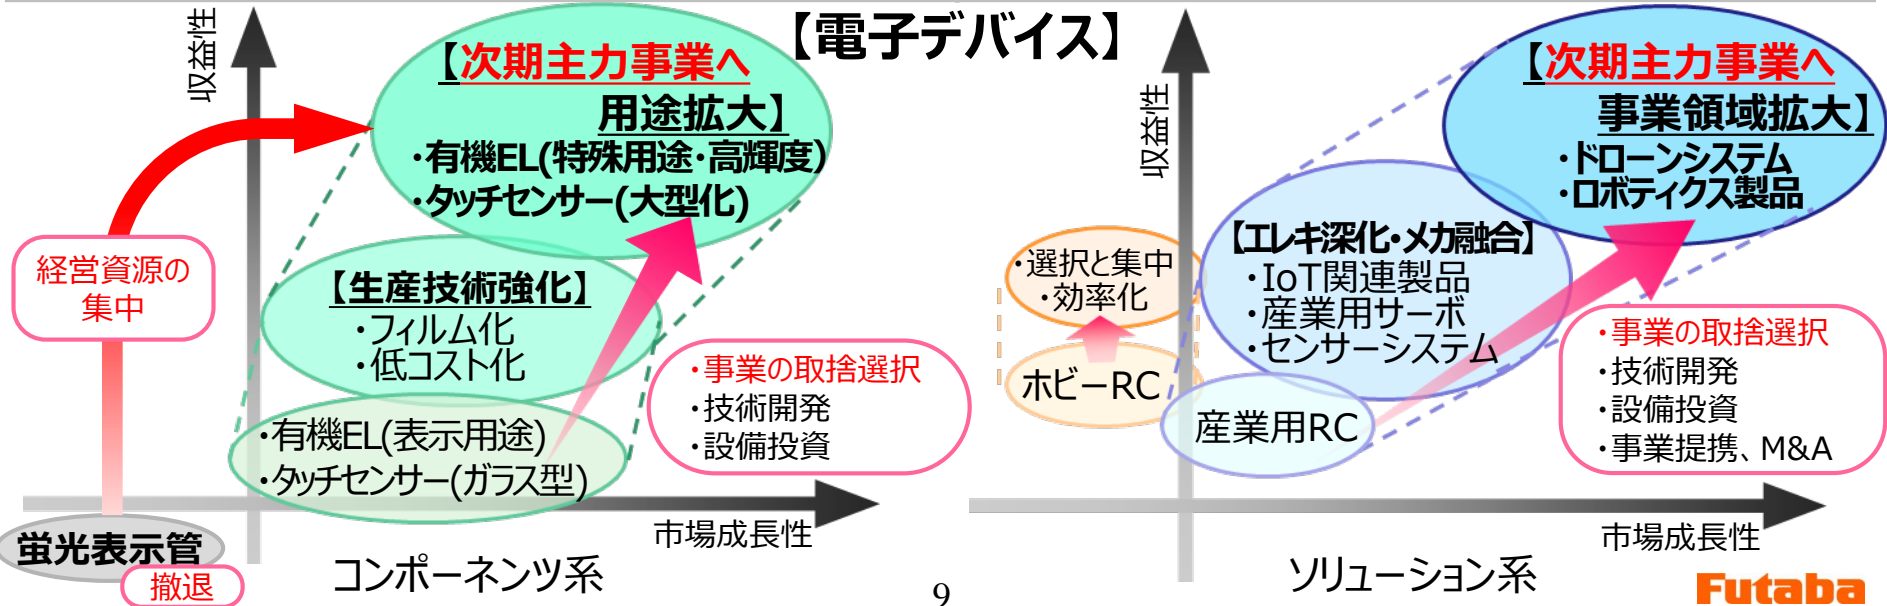 【電子デバイス】
収益性
【次期主力事業へ
用途拡大】
・有機EL(特殊用途・高輝度)
・タッチセンサー(大型化)
経営資源の
集中
【生産技術強化】
・フィルム化
・低コスト化
・有機EL(表示用途)
・タッチセンサー(ガラス型)
・事業の取捨選択
・技術開発
・設備投資
蛍光表示管
撤退
市場成長性
コンポーネンツ系
収益性
【次期主力事業へ
事業領域拡大】
・ドローンシステム
・ロボティクス製品
・選択と集中
・効率化
ホビーRC
【エレキ深化・メカ融合】
・IoT関連製品
・産業用サーボ
・センサーシステム
産業用RC
・事業の取捨選択
・技術開発
・設備投資
・事業提携、M&A
市場成長性
ソリューション系
9
Futaba